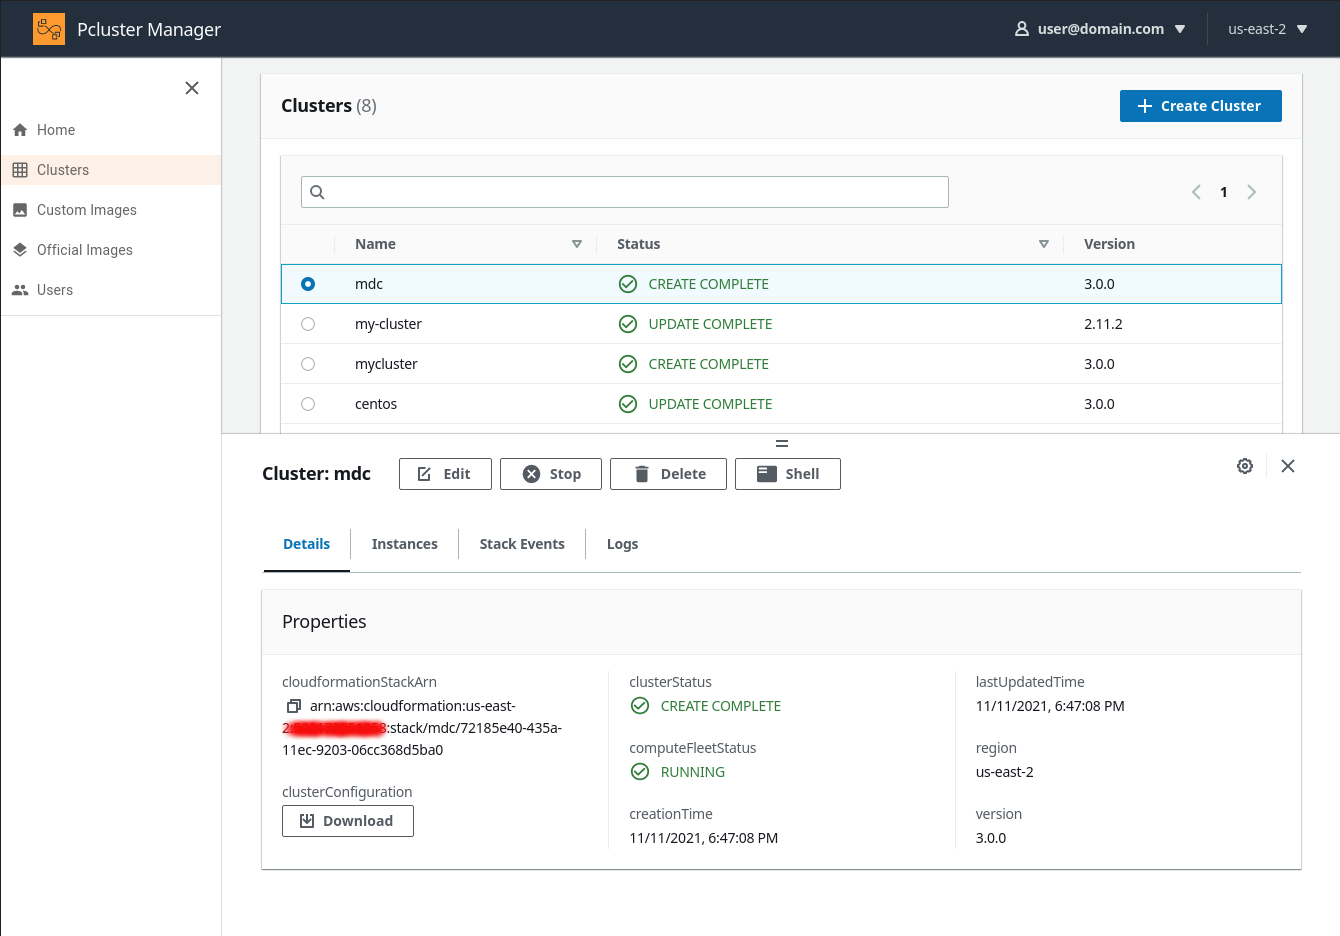 Pcluster Manager
user@domain.com
us-east-2
Home
Clusters
Custom Images
Official Images
Users
Clusters (8)
Create Cluster
1
Name Status Version
mdc CREATE COMPLETE 3.0.0
my-cluster UPDATE COMPLETE 2.11.2
mycluster CREATE COMPLETE 3.0.0
centos UPDATE COMPLETE 3.0.0
Cluster: mdc
Edit
Stop
Delete
Shell
Details
Instances
Stack Events
Logs
Properties
cloudformationStackArn
arn:aws:cloudformation:us-east-
:stack/mdc/72185e40-435a-
11ec-9203-06cc368d5ba0
clusterConfiguration
Download
clusterStatus
CREATE COMPLETE
computeFleetStatus
RUNNING
creationTime
11/11/2021, 6:47:08 PM
lastUpdatedTime
11/11/2021, 6:47:08 PM
region
us-east-2
version
3.0.0